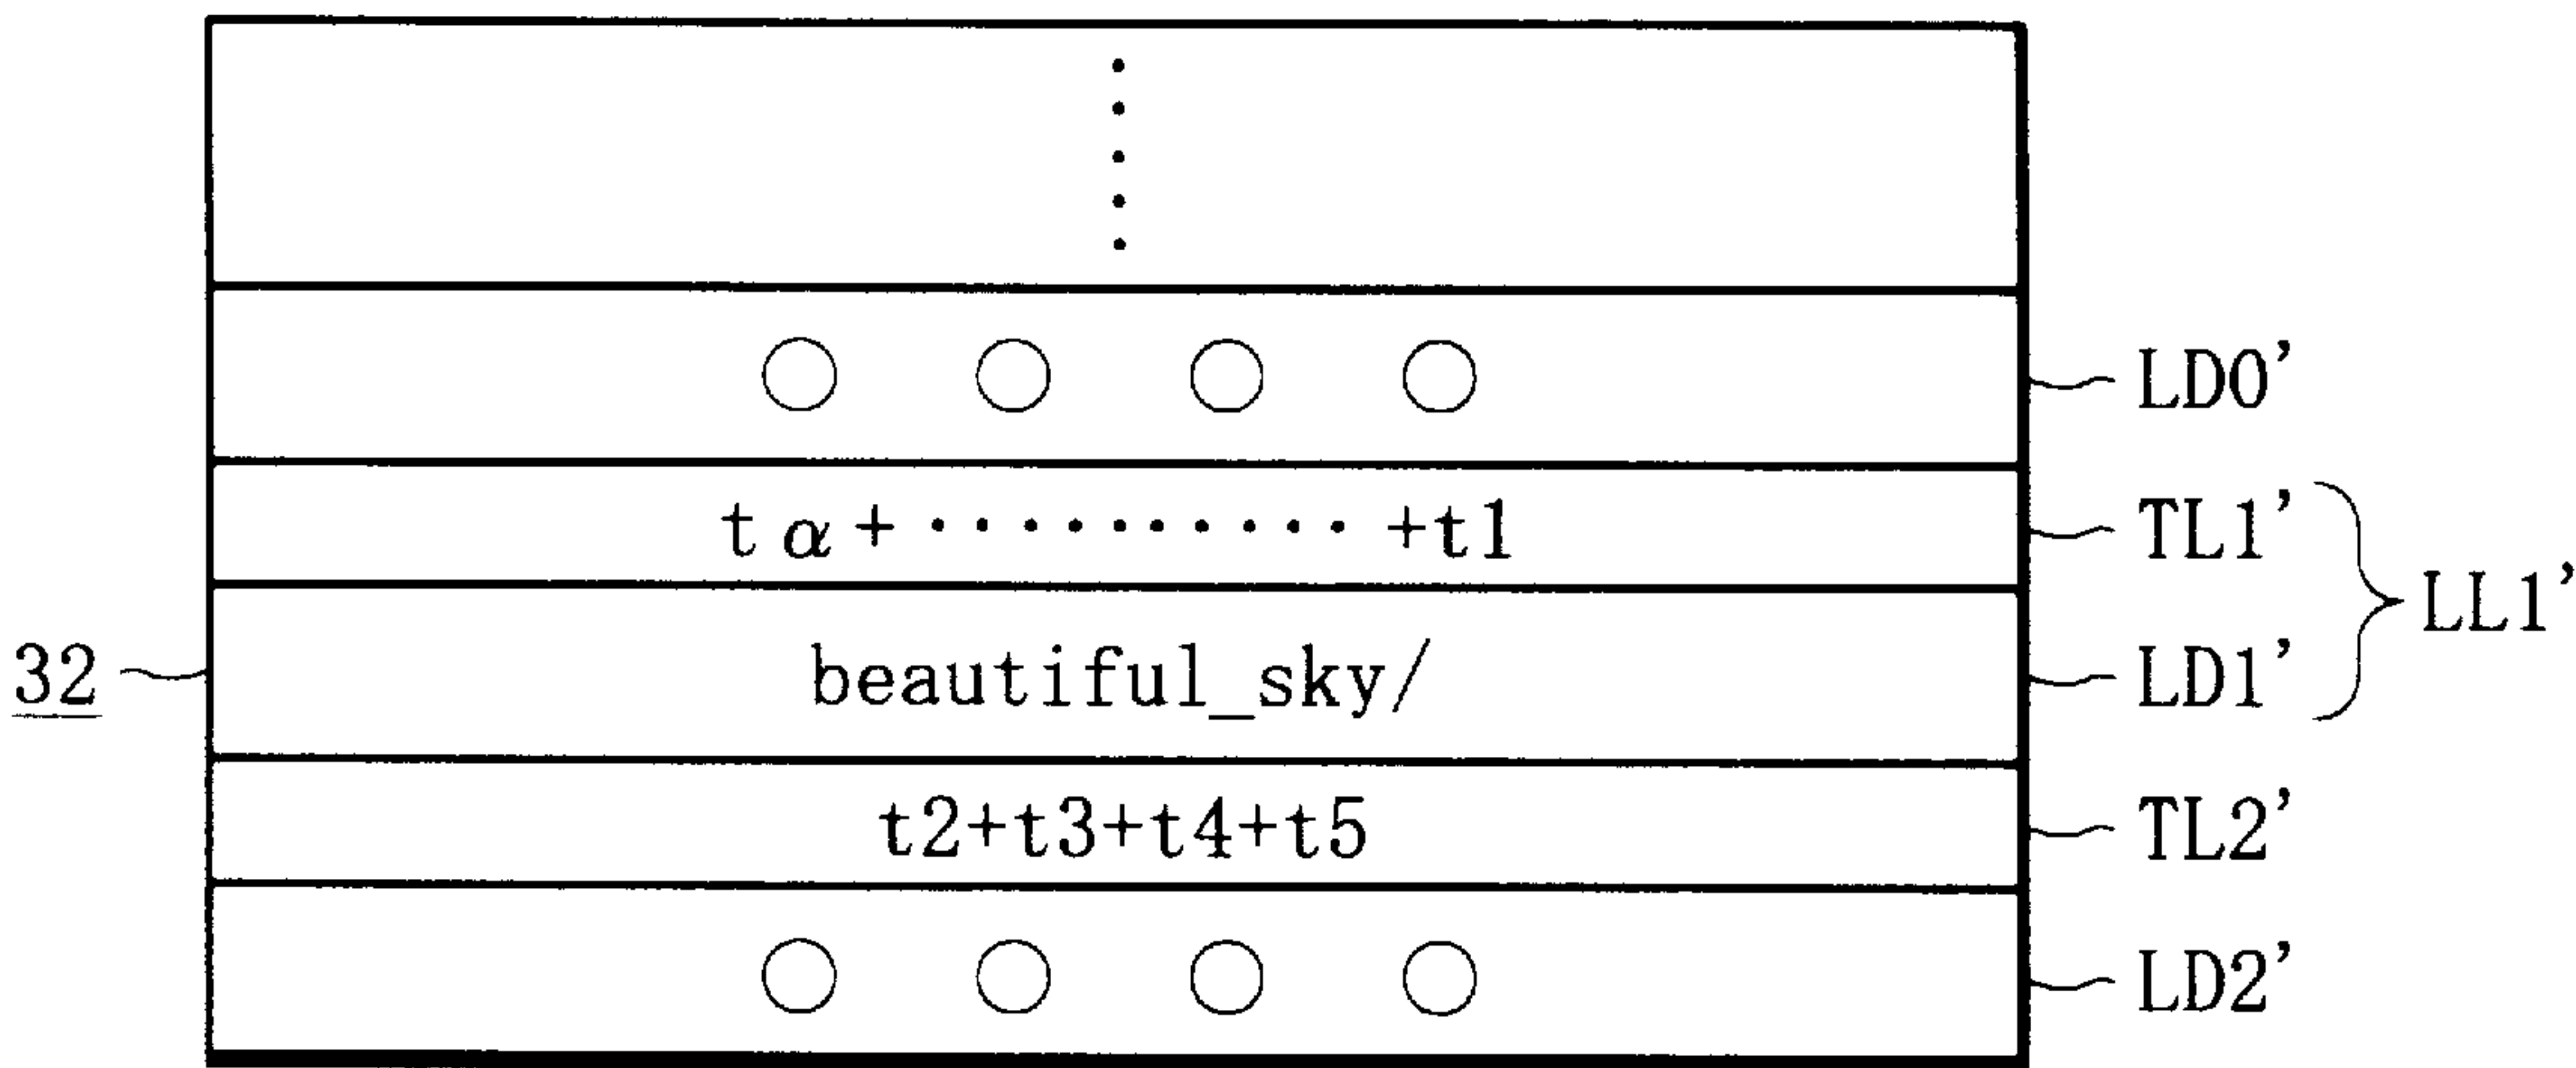 ○ ○ ○ ○ LD0'
tα+・・・・・・・・・・+t1 TL1'
LL1'
32 beautiful_sky/ LD1'
t2+t3+t4+t5 TL2'
○ ○ ○ ○ LD2'